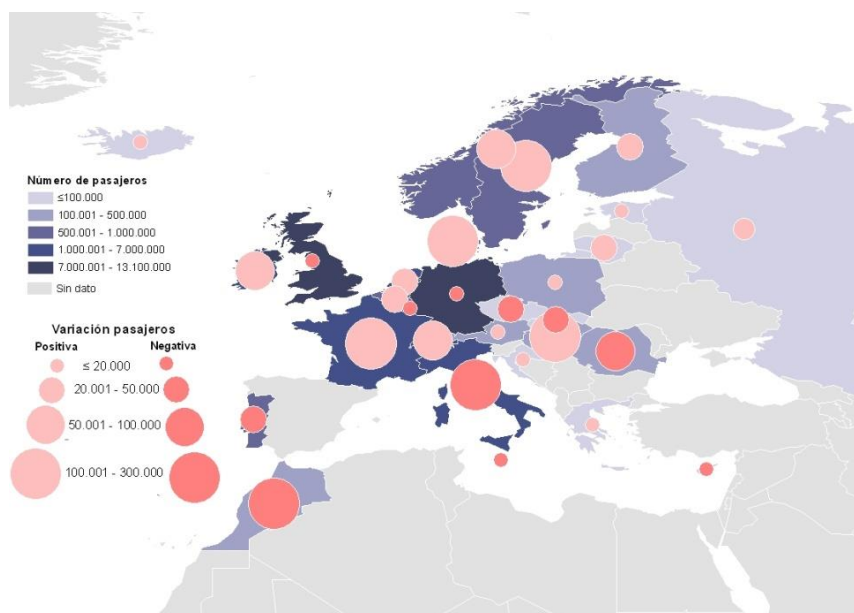 Número de pasajeros
≤100.000
100.001 - 500.000
500.001 - 1.000.000
1.000.001 - 7.000.000
7.000.001 - 13.100.000
Sin dato
Variación pasajeros
Positiva Negativa
≤ 20.000
20.001 - 50.000
50.001 - 100.000
100.001 - 300.000